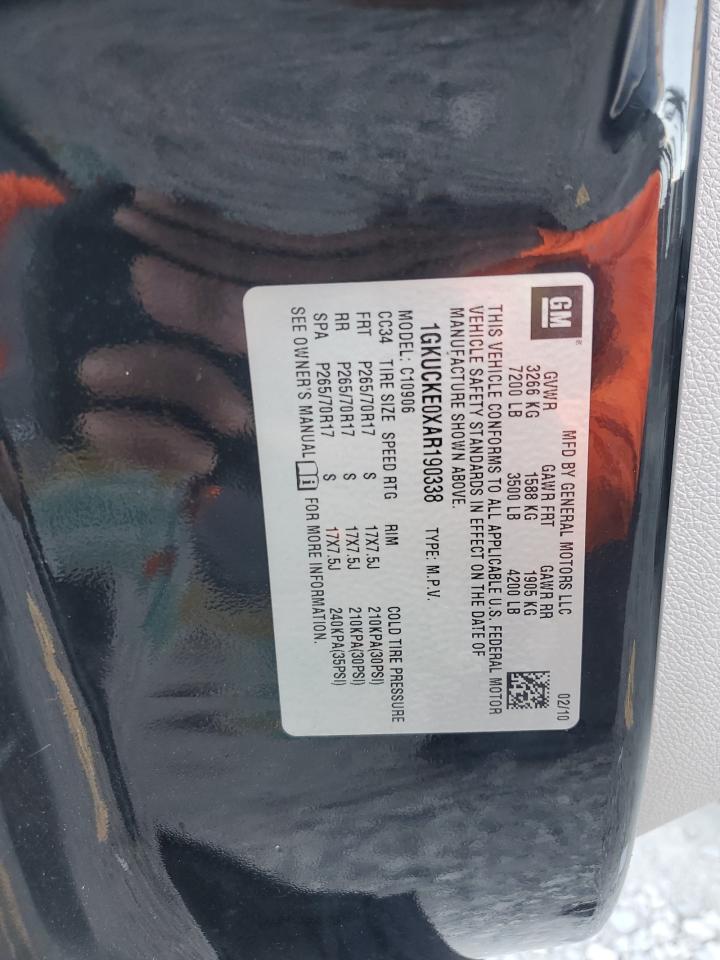 GM
MFD BY GENERAL MOTORS LLC 02/10
GVWR GAWR FRT GAWR RR
3266 KG 1588 KG 1905 KG
7200 LB 3500 LB 4200 LB
THIS VEHICLE CONFORMS TO ALL APPLICABLE U.S. FEDERAL MOTOR
VEHICLE SAFETY STANDARDS IN EFFECT ON THE DATE OF
MANUFACTURE SHOWN ABOVE.
1GKUCKE0XAR190338 TYPE: M.P.V.
MODEL: C10906
CC34 TIRE SIZE SPEED RTG RIM COLD TIRE PRESSURE
FRT P265/70R17 S 17X7.5J 210KPA(30PSI)
RR P265/70R17 S 17X7.5J 210KPA(30PSI)
SPA P265/70R17 S 17X7.5J 240KPA(35PSI)
SEE OWNER'S MANUAL i FOR MORE INFORMATION.